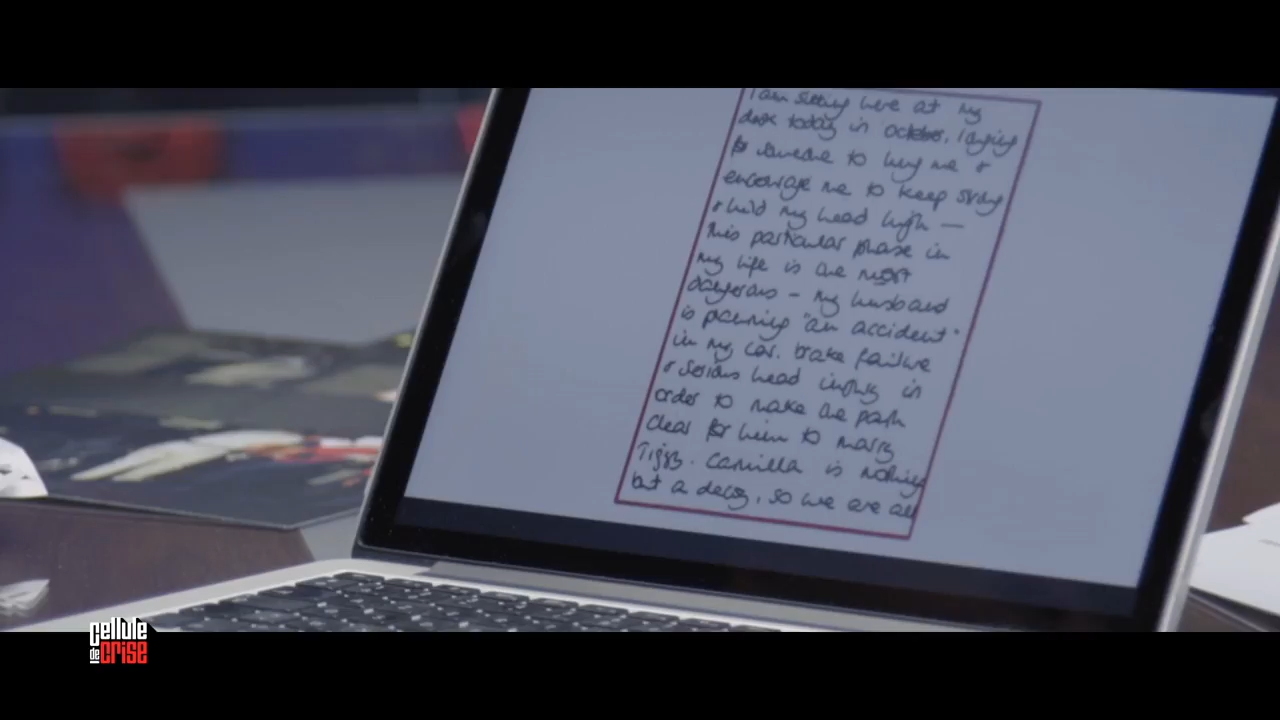 I am sitting here at my
desk today in october, longing
for someone to hug me &
encourage me to keep strong
& hold my head high —
this particular phase in
my life is the most
dangerous – my husband
is planning "an accident"
in my car. brake failure
& serious head injury in
order to make the path
clear for him to marry
Tiggy. Camilla is nothing
but a decoy, so we are all
cellule
de crise